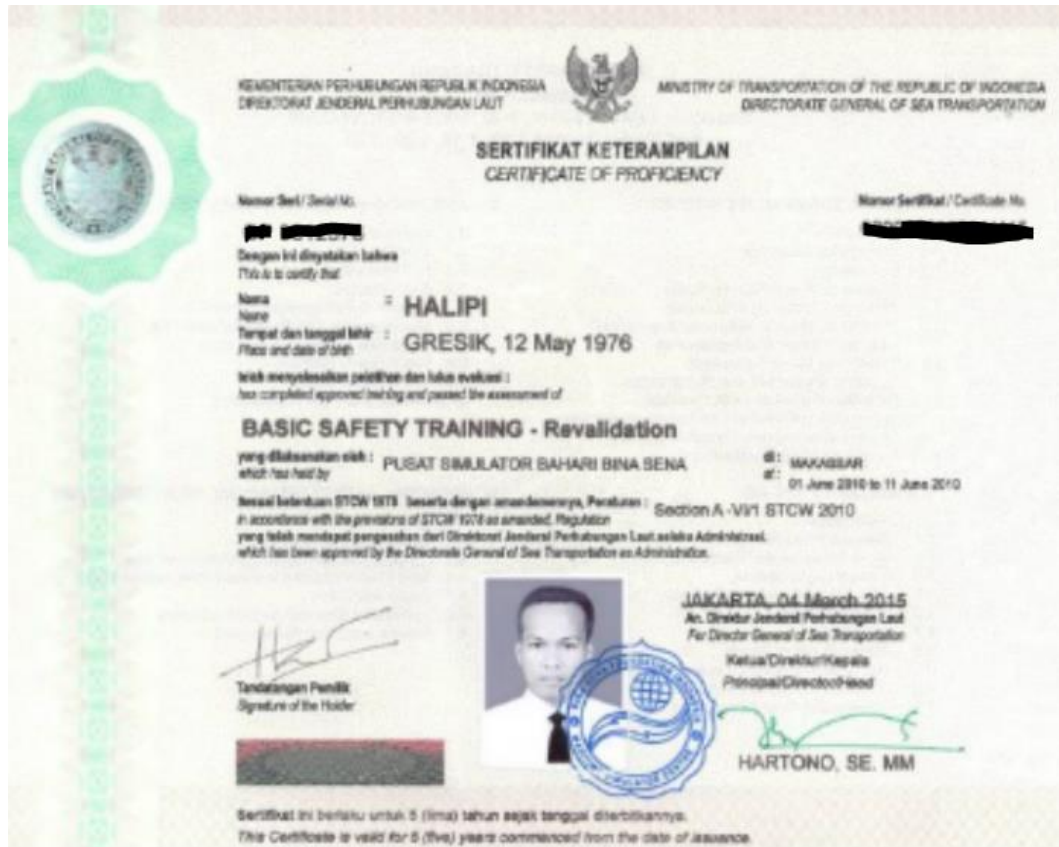 KEMENTERIAN PERHUBUNGAN REPUBLIK INDONESIA
DIREKTORAT JENDERAL PERHUBUNGAN LAUT
MINISTRY OF TRANSPORTATION OF THE REPUBLIC OF INDONESIA
DIRECTORATE GENERAL OF SEA TRANSPORTATION
SERTIFIKAT KETERAMPILAN
CERTIFICATE OF PROFICIENCY
Nomor Seri / Serial No.
Nomor Sertifikat / Certificate No.
Dengan ini dinyatakan bahwa
This is to certify that
Nama : HALIPI
Name
Tempat dan tanggal lahir : GRESIK, 12 May 1976
Place and date of birth
telah menyelesaikan pelatihan dan lulus evaluasi :
has completed approved training and passed the assessment of
BASIC SAFETY TRAINING - Revalidation
yang dilaksanakan oleh : PUSAT SIMULATOR BAHARI BINA SENA
which has held by
di : MAKASSAR
at : 01 June 2010 to 11 June 2010
Sesuai ketentuan STCW 1978 beserta dengan amandemennya, Peraturan : Section A -VI/1 STCW 2010
in accordance with the provisions of STCW 1978 as amended, Regulation
yang telah mendapat pengesahan dari Direktorat Jenderal Perhubungan Laut selaku Administrasi.
which has been approved by the Directorate General of Sea Transportation as Administration.
JAKARTA, 04 March 2015
An. Direktur Jenderal Perhubungan Laut
For Director General of Sea Transportation
Ketua/Direktur/Kepala
Principal/Director/Head
Tandatangan Pemilik
Signature of the Holder
HARTONO, SE. MM
Sertifikat ini berlaku untuk 5 (lima) tahun sejak tanggal diterbitkannya.
This Certificate is valid for 5 (five) years commenced from the date of issuance.